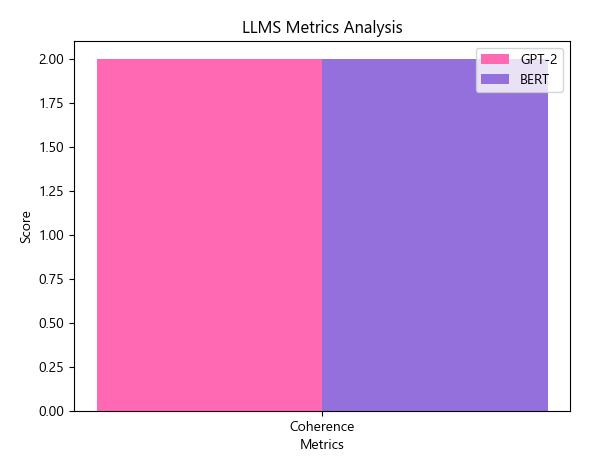 LLMS Metrics Analysis
GPT-2
BERT
2.00
1.75
1.50
1.25
1.00
0.75
0.50
0.25
0.00
Score
Coherence
Metrics